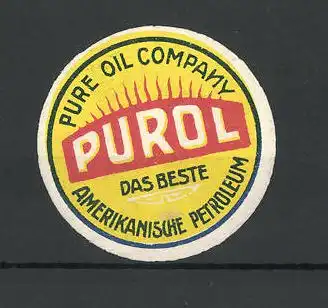 PURE OIL COMPANY
PUROL
DAS BESTE
AMERIKANISCHE PETROLEUM